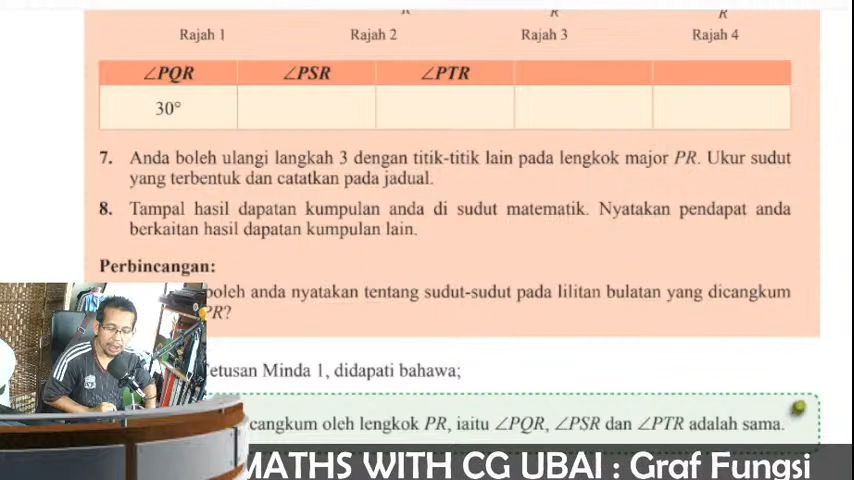 Rajah 1 Rajah 2 Rajah 3 Rajah 4
∠PQR ∠PSR ∠PTR
30°
7. Anda boleh ulangi langkah 3 dengan titik-titik lain pada lengkok major PR. Ukur sudut
yang terbentuk dan catatkan pada jadual.
8. Tampal hasil dapatan kumpulan anda di sudut matematik. Nyatakan pendapat anda
berkaitan hasil dapatan kumpulan lain.
Perbincangan:
boleh anda nyatakan tentang sudut-sudut pada lilitan bulatan yang dicangkum
PR?
etusan Minda 1, didapati bahawa;
cangkum oleh lengkok PR, iaitu ∠PQR, ∠PSR dan ∠PTR adalah sama.
MATHS WITH CG UBAI : Graf Fungsi